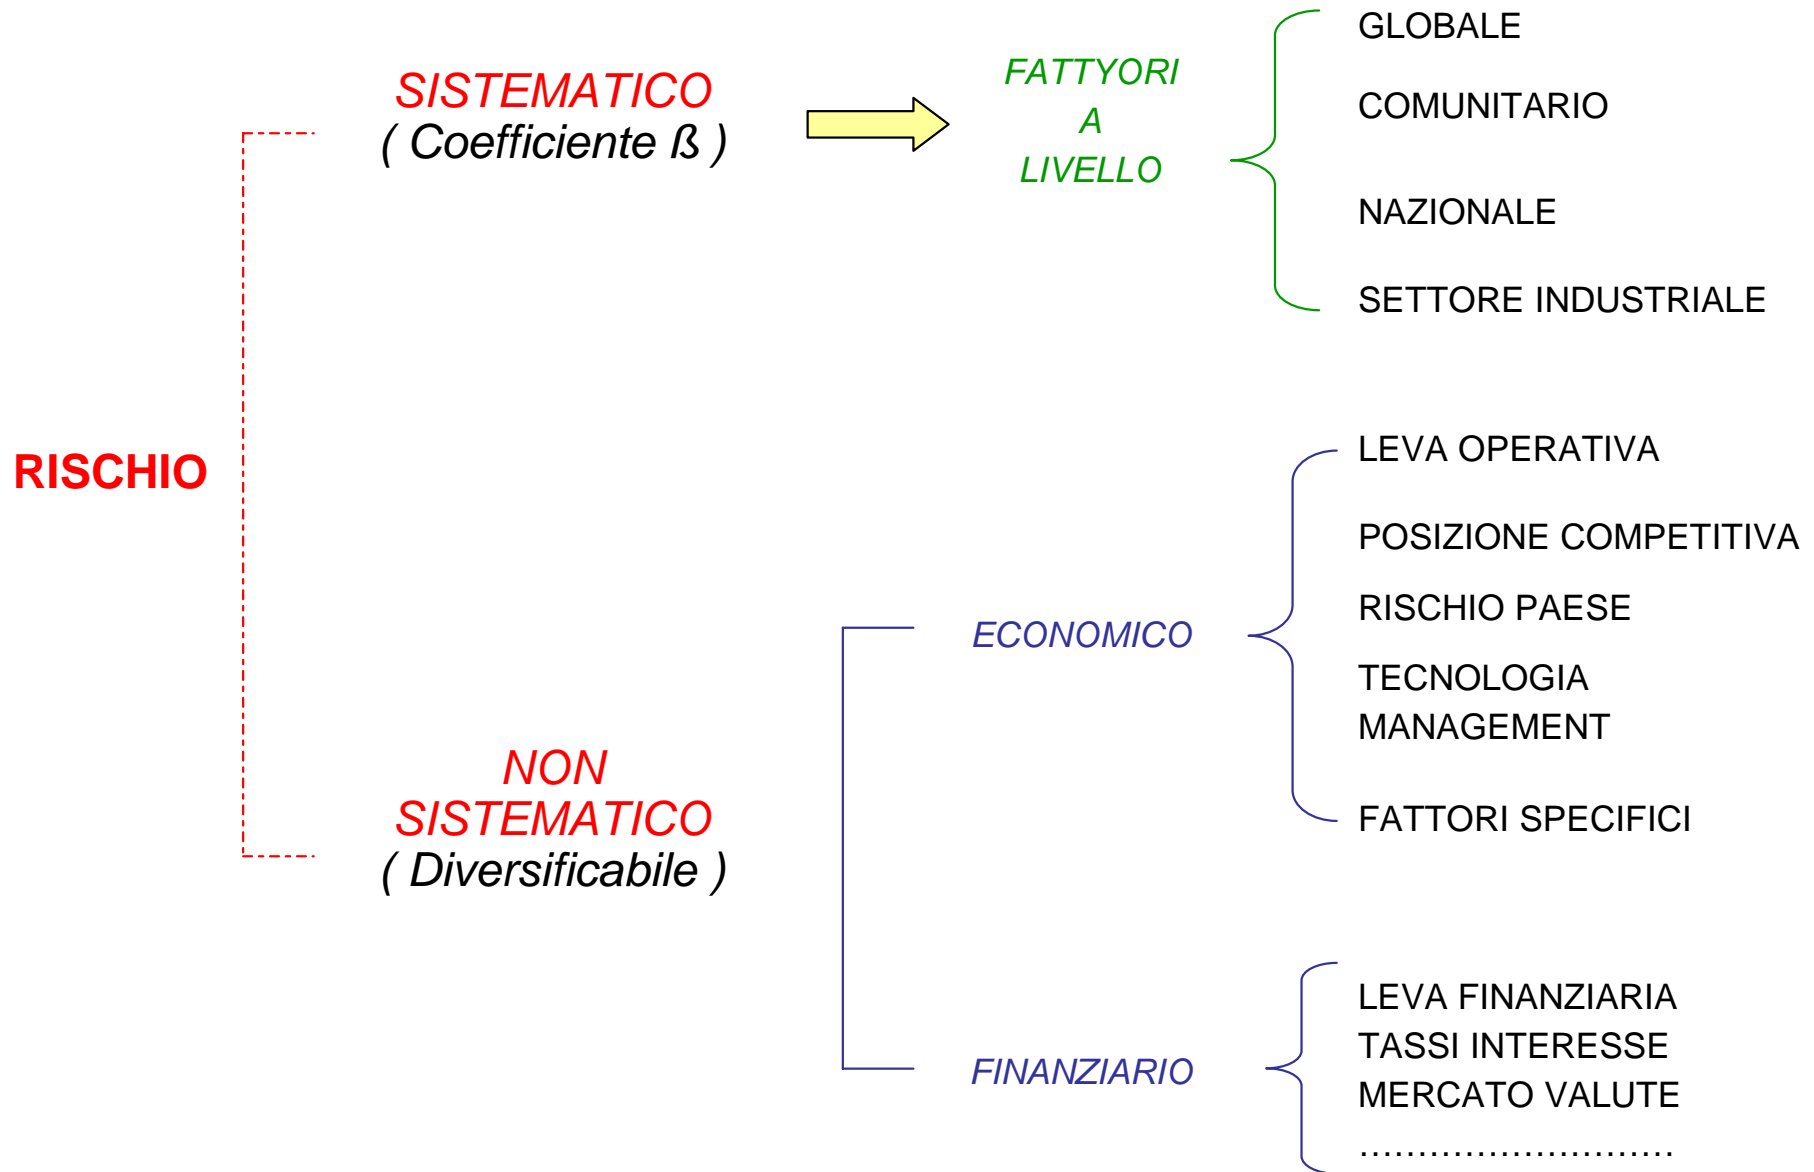 RISCHIO
SISTEMATICO
( Coefficiente ß )
FATTYORI
A
LIVELLO
GLOBALE
COMUNITARIO
NAZIONALE
SETTORE INDUSTRIALE
NON
SISTEMATICO
( Diversificabile )
ECONOMICO
LEVA OPERATIVA
POSIZIONE COMPETITIVA
RISCHIO PAESE
TECNOLOGIA
MANAGEMENT
FATTORI SPECIFICI
FINANZIARIO
LEVA FINANZIARIA
TASSI INTERESSE
MERCATO VALUTE
………………………